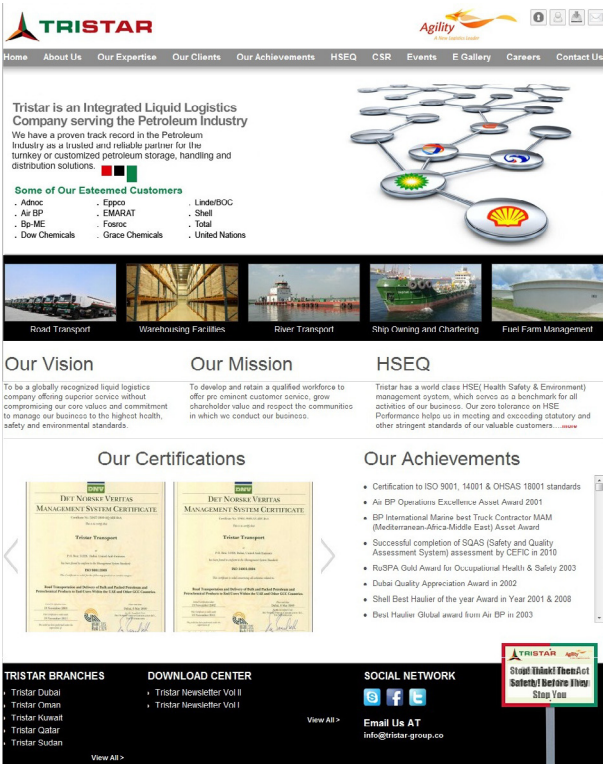 TRISTAR
Agility
A New Logistics Leader
Home About Us Our Expertise Our Clients Our Achievements HSEQ CSR Events E Gallery Careers Contact Us
Tristar is an Integrated Liquid Logistics
Company serving the Petroleum Industry
We have a proven track record in the Petroleum
Industry as a trusted and reliable partner for the
turnkey or customized petroleum storage, handling and
distribution solutions.
Some of Our Esteemed Customers
. Adnoc . Eppco . Linde/BOC
. Air BP . EMARAT . Shell
. Bp-ME . Fosroc . Total
. Dow Chemicals . Grace Chemicals . United Nations
Road Transport Warehousing Facilities River Transport Ship Owning and Chartering Fuel Farm Management
Our Vision Our Mission HSEQ
To be a globally recognized liquid logistics
company offering superior service without
compromising our core values and commitment
to manage our business to the highest health,
safety and environmental standards.
To develop and retain a qualified workforce to
offer pre eminent customer service, grow
shareholder value and respect the communities
in which we conduct our business.
Tristar has a world class HSE( Health Safety & Environment)
management system, which serves as a benchmark for all
activities of our business. Our zero tolerance on HSE
Performance helps us in meeting and exceeding statutory and
other stringent standards of our valuable customers....more
Our Certifications
DNV
DET NORSKE VERITAS
MANAGEMENT SYSTEM CERTIFICATE
Tristar Transport
DNV
DET NORSKE VERITAS
MANAGEMENT SYSTEM CERTIFICATE
Tristar Transport
Our Achievements
• Certification to ISO 9001, 14001 & OHSAS 18001 standards
• Air BP Operations Excellence Asset Award 2001
• BP International Marine best Truck Contractor MAM
(Mediterranean-Africa-Middle East) Asset Award
• Successful completion of SQAS (Safety and Quality
Assessment System) assessment by CEFIC in 2010
• RoSPA Gold Award for Occupational Health & Safety 2003
• Dubai Quality Appreciation Award in 2002
• Shell Best Haulier of the year Award in Year 2001 & 2008
• Best Haulier Global award from Air BP in 2003
TRISTAR BRANCHES
Tristar Dubai
Tristar Oman
Tristar Kuwait
Tristar Qatar
Tristar Sudan
View All >
DOWNLOAD CENTER
Tristar Newsletter Vol II
Tristar Newsletter Vol I
View All >
SOCIAL NETWORK
Email Us AT
info@tristar-group.co
TRISTAR Agility
Stop! Think! Then Act
Safely! Before They
Stop You